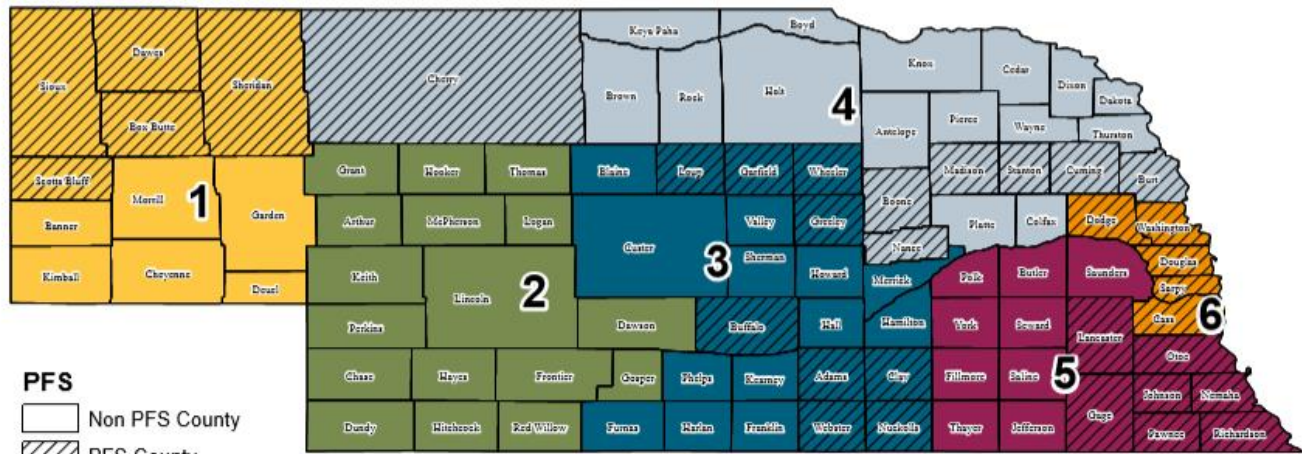 Boyd
Keya Paha
Dawes
Sioux
Sheridan
Cherry
Knox
Cedar
Dixon
Brown
Rock
Holt
4
Dakota
Box Butte
Antelope
Pierce
Wayne
Thurston
Scotts Bluff
Grant
Hooker
Thomas
Blaine
Loup
Garfield
Wheeler
Madison
Stanton
Cuming
Burt
Morrill
1
Garden
Boone
Banner
Arthur
McPherson
Logan
Valley
Greeley
Platte
Colfax
Dodge
Washington
Custer
3
Sherman
Nance
Douglas
Kimball
Cheyenne
Keith
Howard
Merrick
Polk
Butler
Saunders
Sarpy
Deuel
Lincoln
2
Perkins
Dawson
Buffalo
Hall
Hamilton
York
Seward
Lancaster
Cass
6
Otoe
PFS
Chase
Hayes
Frontier
Gosper
Phelps
Kearney
Adams
Clay
Fillmore
Saline
5
Gage
Johnson
Nemaha
Non PFS County
Dundy
Hitchcock
Red Willow
Furnas
Harlan
Franklin
Webster
Nuckolls
Thayer
Jefferson
Pawnee
Richardson
PFS County